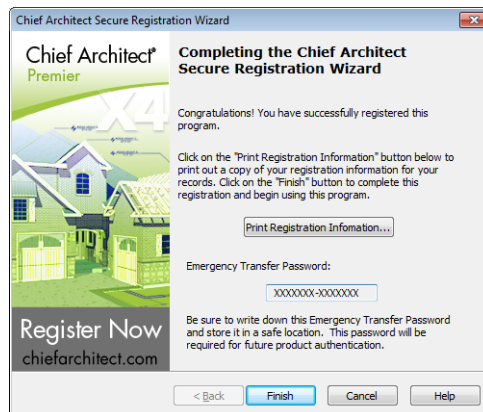 Chief Architect Secure Registration Wizard
Chief Architect®
Premier
X4
Register Now
chiefarchitect.com
Completing the Chief Architect
Secure Registration Wizard
Congratulations! You have successfully registered this
program.
Click on the "Print Registration Information" button below to
print out a copy of your registration information for your
records. Click on the "Finish" button to complete this
registration and begin using this program.
Print Registration Infomation...
Emergency Transfer Password:
XXXXXXX-XXXXXXX
Be sure to write down this Emergency Transfer Password
and store it in a safe location. This password will be
required for future product authentication.
< Back
Finish
Cancel
Help